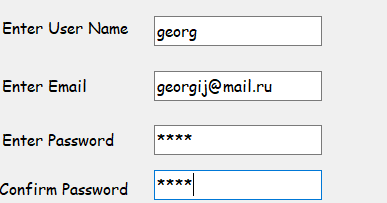 Enter User Name georg
Enter Email georgij@mail.ru
Enter Password ****
Confirm Password ****